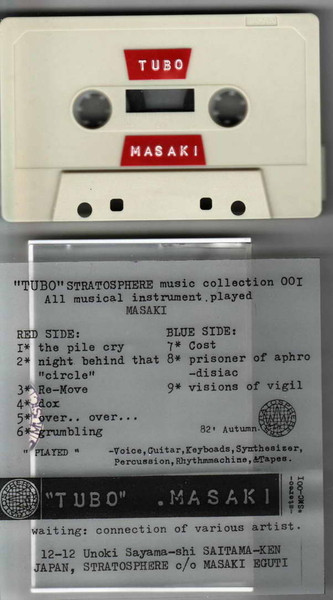 TUBO
MASAKI
"TUBO" STRATOSPHERE music collection 001
All musical instrument.played
MASAKI
RED SIDE:
1* the pile cry
2* night behind that
"circle"
3* Re-Move
4* dox
5* over.. over...
6* grumbling
BLUE SIDE:
7* Cost
8* prisoner of aphro
-disiac
9* visions of vigil
82' Autumn
" PLAYED "
-Voice,Guitar,Keyboads,Synthesizer,
Percussion,Rhythmmachine,&Tapes.
"TUBO" .MASAKI
waiting: connection of various artist.
12-12 Unoki Sayama-shi SAITAMA-KEN
JAPAN, STRATOSPHERE c/o MASAKI EGUTI